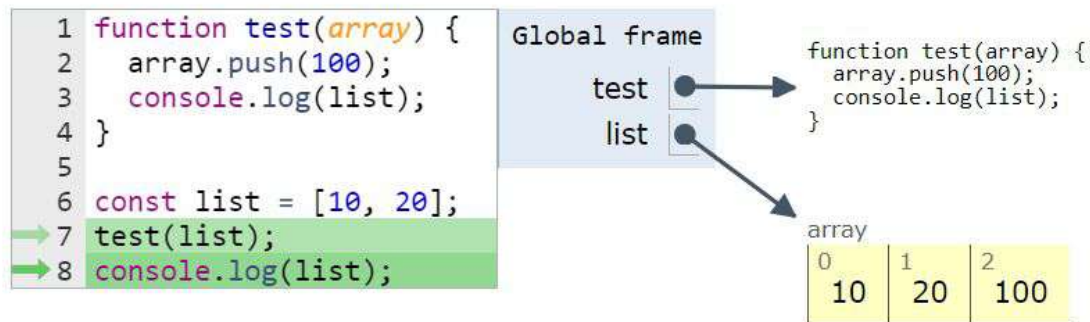 1 function test(array) {
2 array.push(100);
3 console.log(list);
4 }
5
6 const list = [10, 20];
7 test(list);
8 console.log(list);
Global frame
test
list
function test(array) {
array.push(100);
console.log(list);
}
array
0 1 2
10 20 100